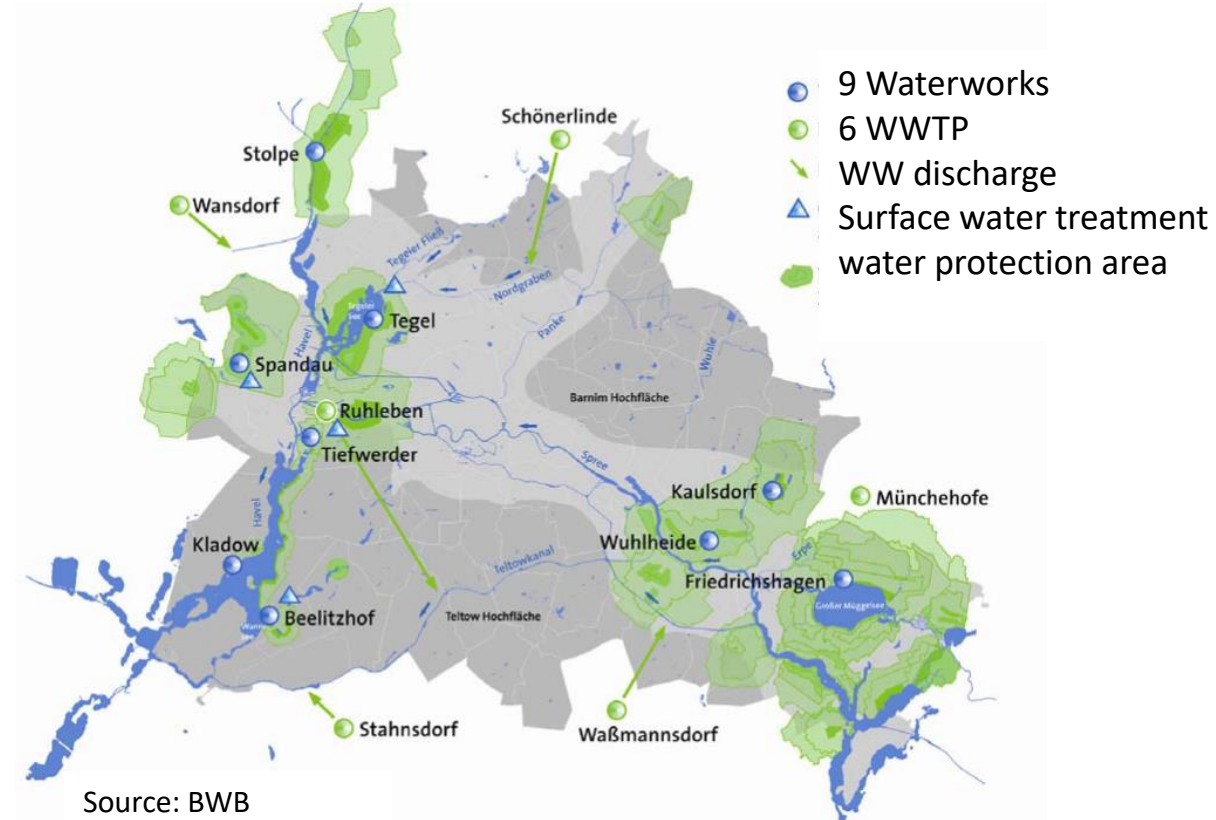 9 Waterworks
6 WWTP
WW discharge
Surface water treatment
water protection area
Schönerlinde
Stolpe
Wansdorf
Tegeler Fließ
Nordgraben
Tegeler
See
Tegel
Panke
Havel
Wuhle
Spandau
Barnim Hochfläche
Ruhleben
Tiefwerder
Spree
Kaulsdorf
Münchehofe
Havel
Wuhlheide
Erpe
Kladow
Teltowkanal
Friedrichshagen
Großer Müggelsee
Beelitzhof
Teltow Hochfläche
Stahnsdorf
Waßmannsdorf
Source: BWB